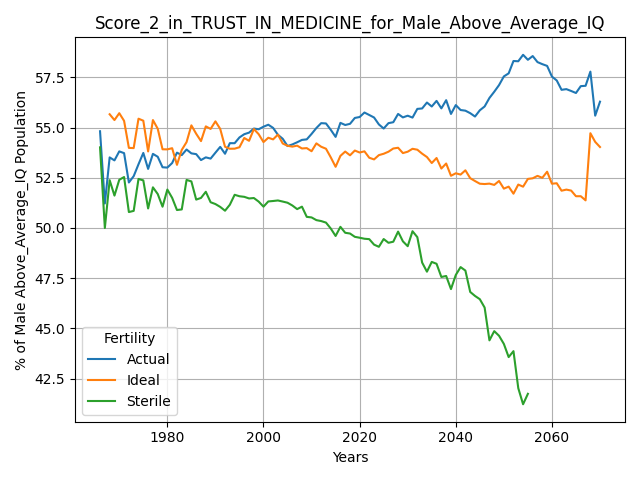 Score_2_in_TRUST_IN_MEDICINE_for_Male_Above_Average_IQ
% of Male Above_Average_IQ Population
57.5
55.0
52.5
50.0
47.5
45.0
42.5
Fertility
Actual
Ideal
Sterile
1980
2000
2020
2040
2060
Years